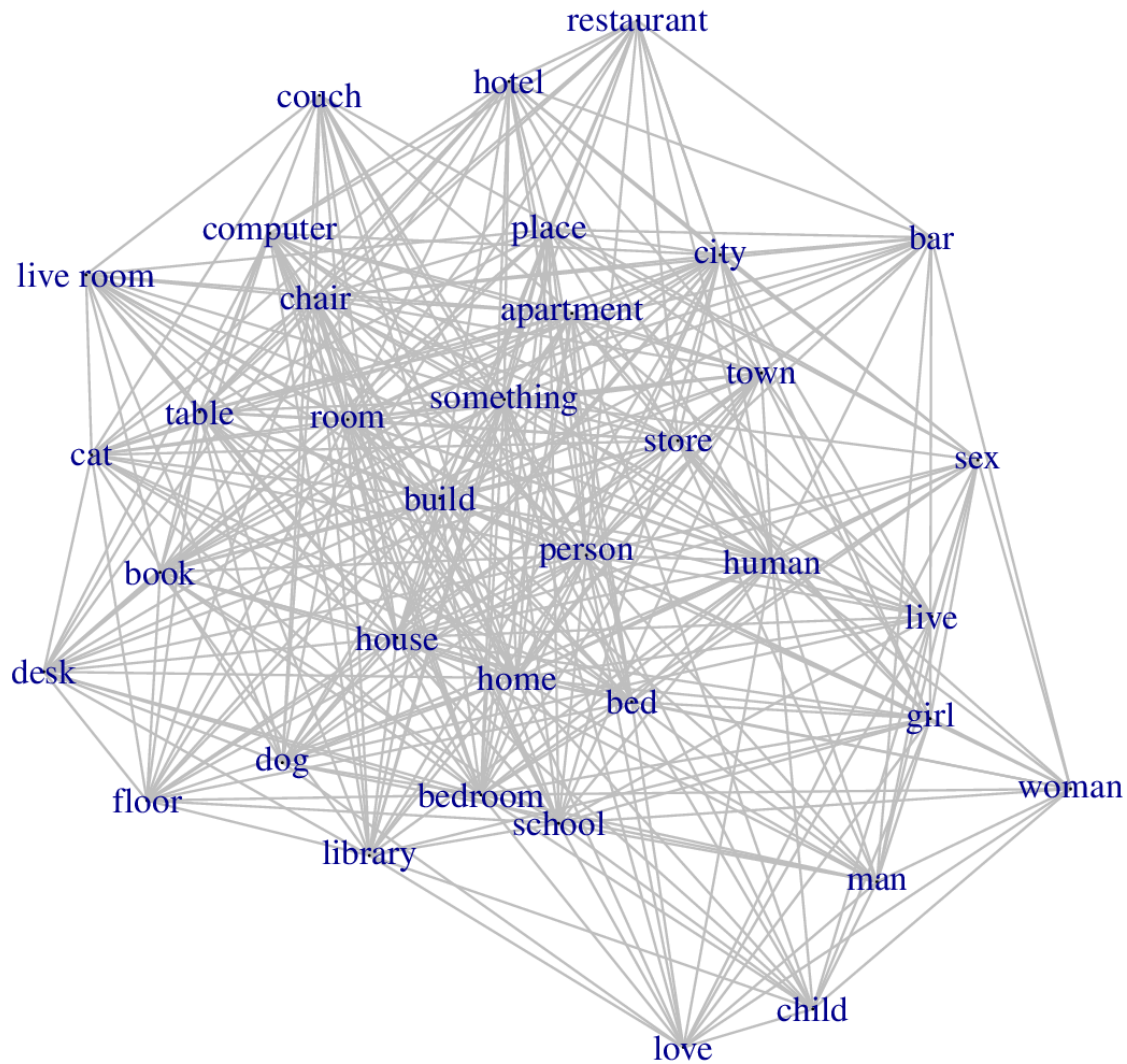 restaurant
hotel
couch
computer
place
city
bar
live room
chair
apartment
town
table
room
something
store
cat
sex
build
person
human
book
live
house
desk
home
bed
girl
dog
floor
bedroom
woman
school
library
man
child
love